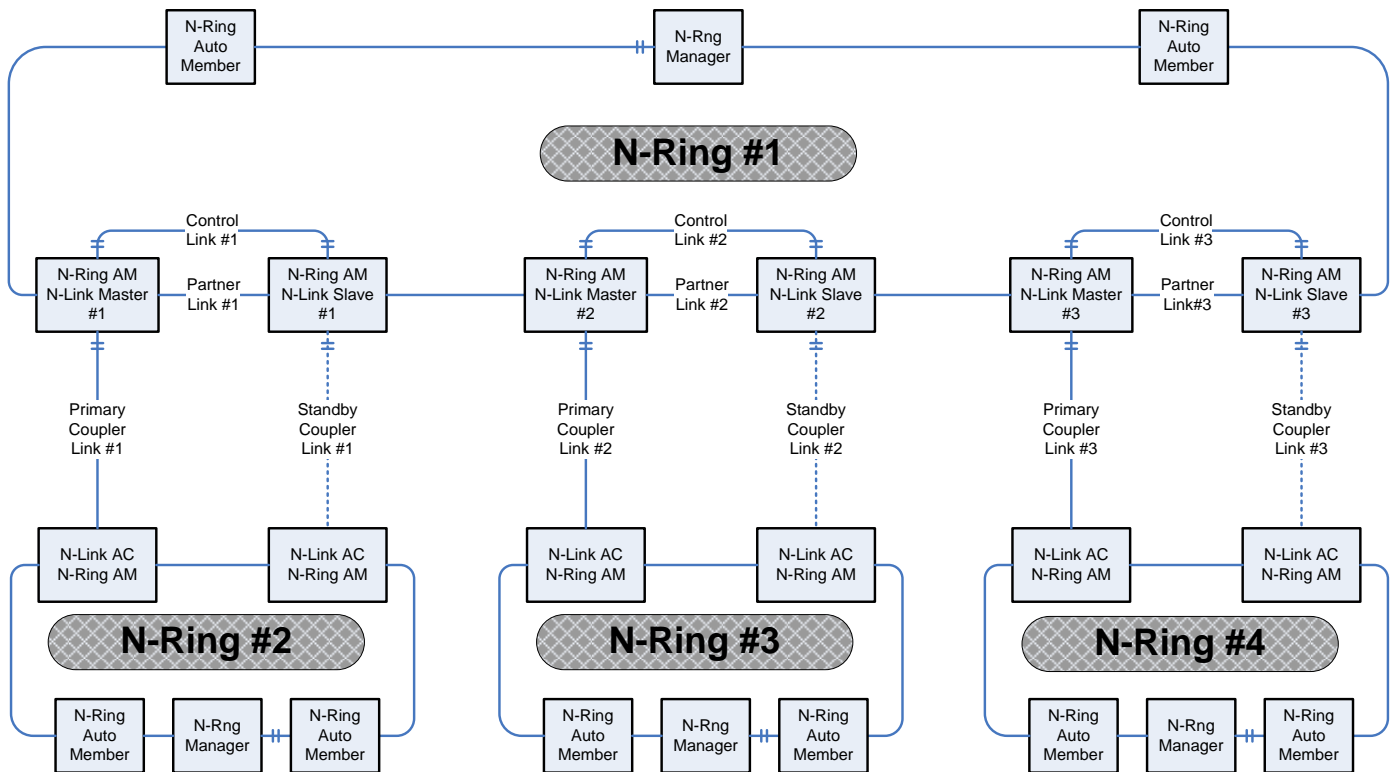 N-Ring
Auto
Member
N-Rng
Manager
N-Ring
Auto
Member
N-Ring #1
Control
Link #1
Control
Link #2
Control
Link #3
N-Ring AM
N-Link Master
#1
Partner
Link #1
N-Ring AM
N-Link Slave
#1
N-Ring AM
N-Link Master
#2
Partner
Link #2
N-Ring AM
N-Link Slave
#2
N-Ring AM
N-Link Master
#3
Partner
Link#3
N-Ring AM
N-Link Slave
#3
Primary
Coupler
Link #1
Standby
Coupler
Link #1
Primary
Coupler
Link #2
Standby
Coupler
Link #2
Primary
Coupler
Link #3
Standby
Coupler
Link #3
N-Link AC
N-Ring AM
N-Link AC
N-Ring AM
N-Link AC
N-Ring AM
N-Link AC
N-Ring AM
N-Link AC
N-Ring AM
N-Link AC
N-Ring AM
N-Ring #2
N-Ring #3
N-Ring #4
N-Ring
Auto
Member
N-Rng
Manager
N-Ring
Auto
Member
N-Ring
Auto
Member
N-Rng
Manager
N-Ring
Auto
Member
N-Ring
Auto
Member
N-Rng
Manager
N-Ring
Auto
Member